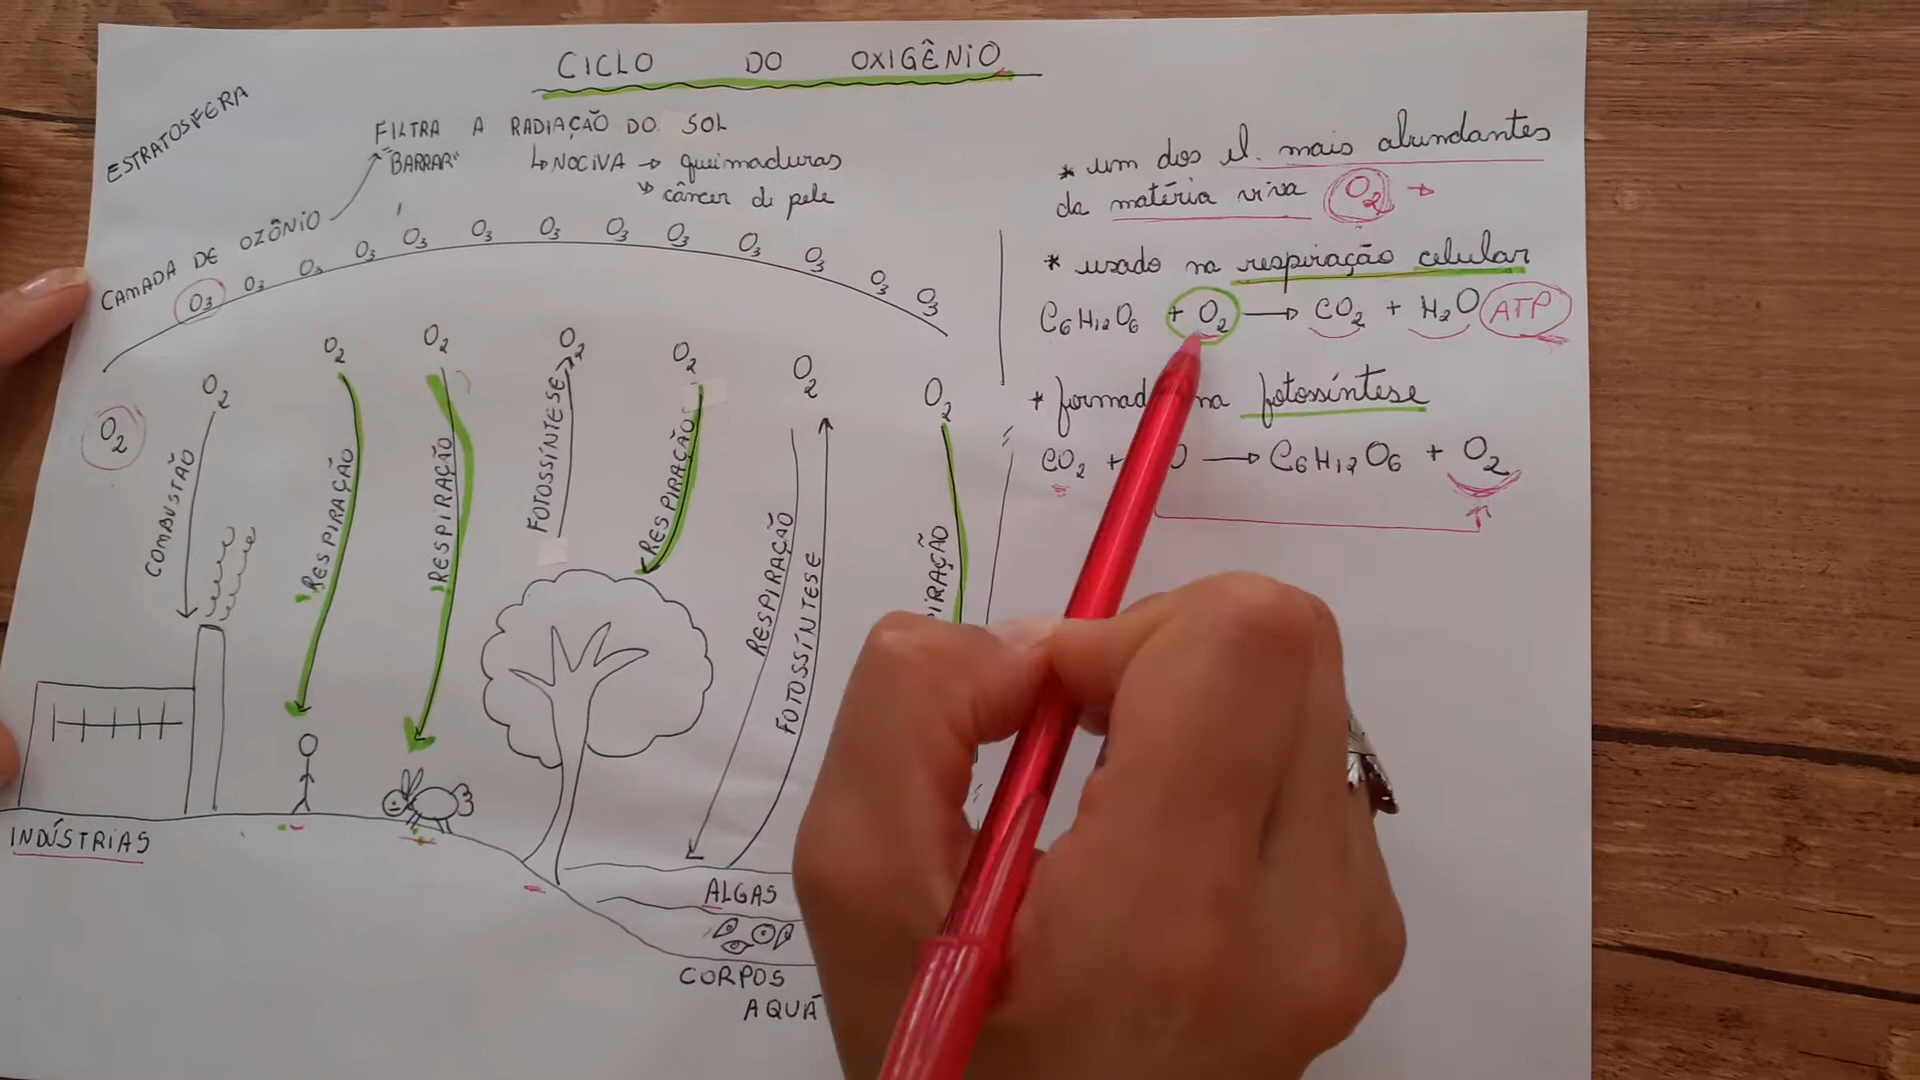 CICLO DO OXIGÊNIO
ESTRATOSFERA
FILTRA A RADIAÇÃO DO SOL
"BARRAR"
↳ NOCIVA → queimaduras
↘ câncer de pele
CAMADA DE OZÔNIO
O3 O3 O3 O3 O3 O3 O3 O3 O3 O3 O3 O3 O3
O2 O2 O2 O2 O2 O2 O2
O2
COMBUSTÃO
RESPIRAÇÃO
RESPIRAÇÃO
FOTOSSÍNTESE
RESPIRAÇÃO
RESPIRAÇÃO
FOTOSSÍNTESE
PIRAÇÃO
INDÚSTRIAS
ALGAS
CORPOS
AQUÁ
* um dos el. mais abundantes
da matéria viva O2 →
* usado na respiração celular
C6H12O6 + O2 → CO2 + H2O ATP
* formad na fotossíntese
CO2 + O → C6H12O6 + O2